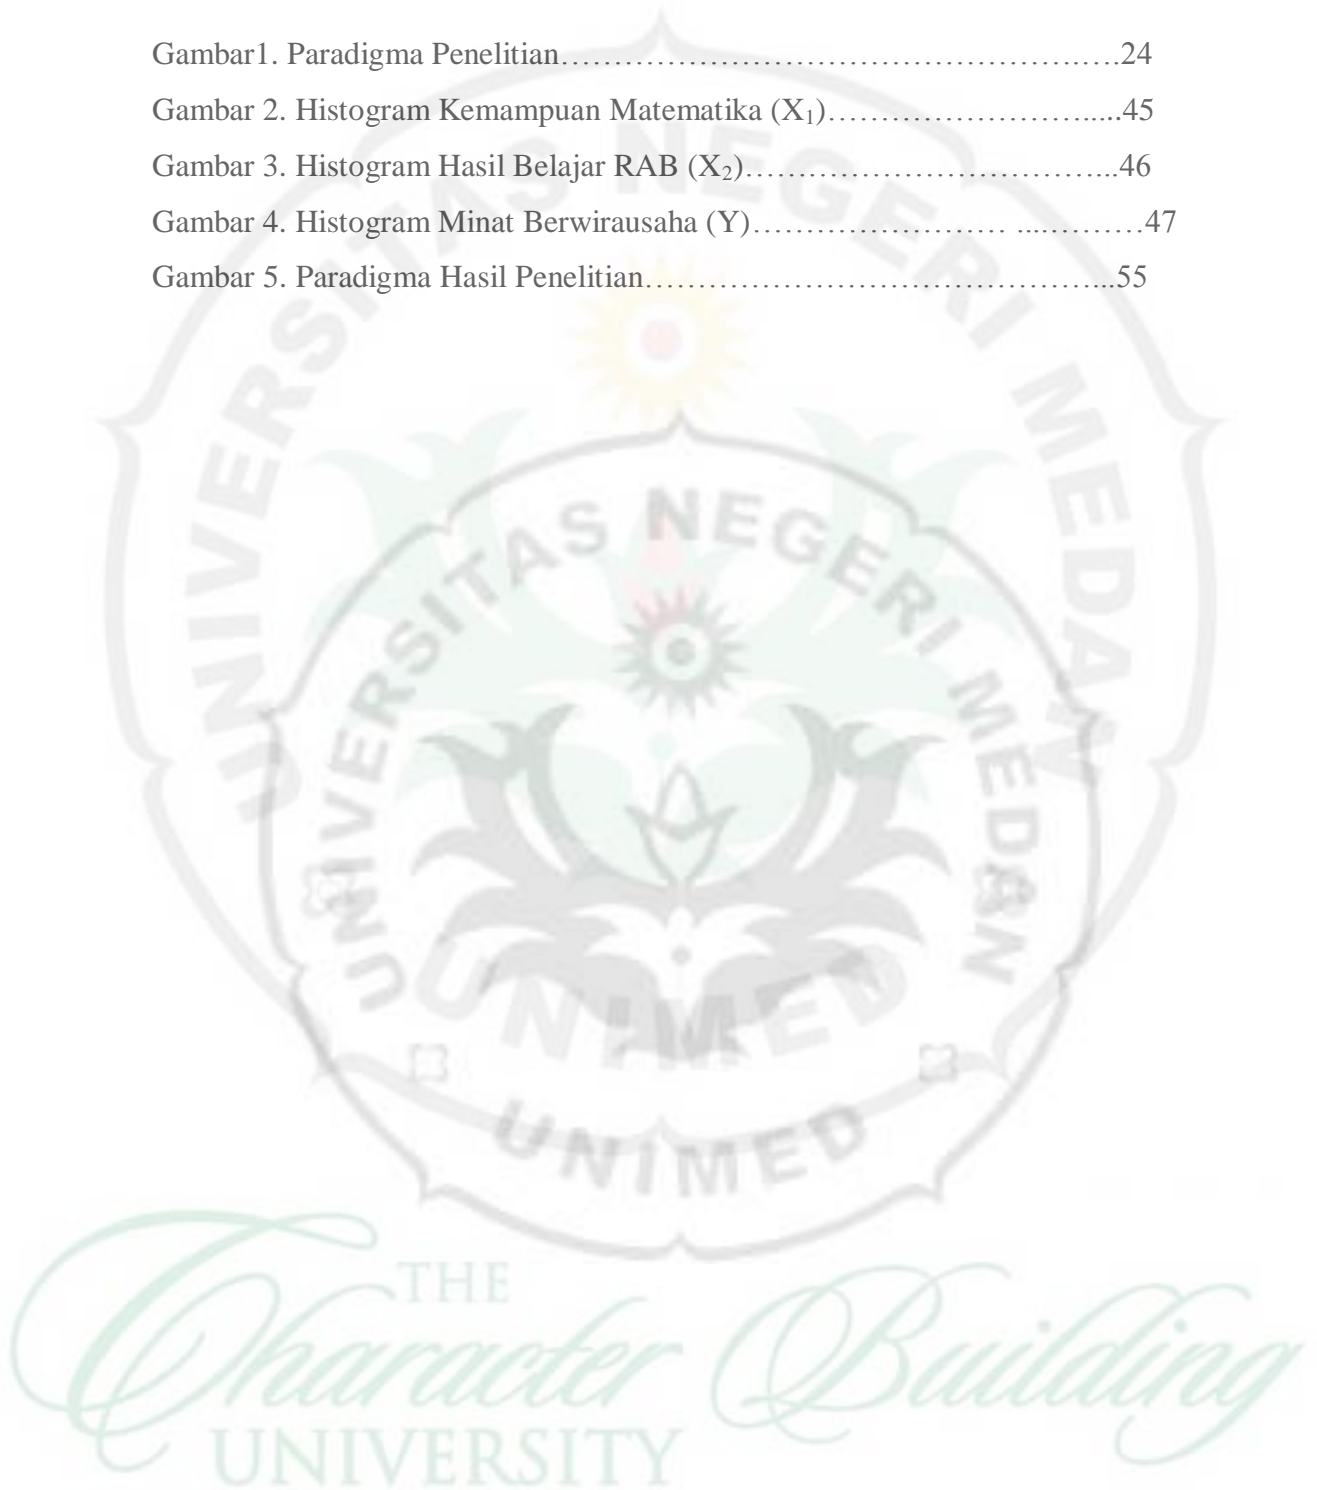 Gambar1. Paradigma Penelitian……………………………………………….….24
Gambar 2. Histogram Kemampuan Matematika (X₁)…………………….....45
Gambar 3. Histogram Hasil Belajar RAB (X₂)……………………………...46
Gambar 4. Histogram Minat Berwirausaha (Y)…………………… ...………47
Gambar 5. Paradigma Hasil Penelitian……………………………………...55
UNIVERSITAS NEGERI MEDAN
UNIMED
UNIVERSITAS NEGERI MEDAN
UNIMED
THE
Character Building
UNIVERSITY